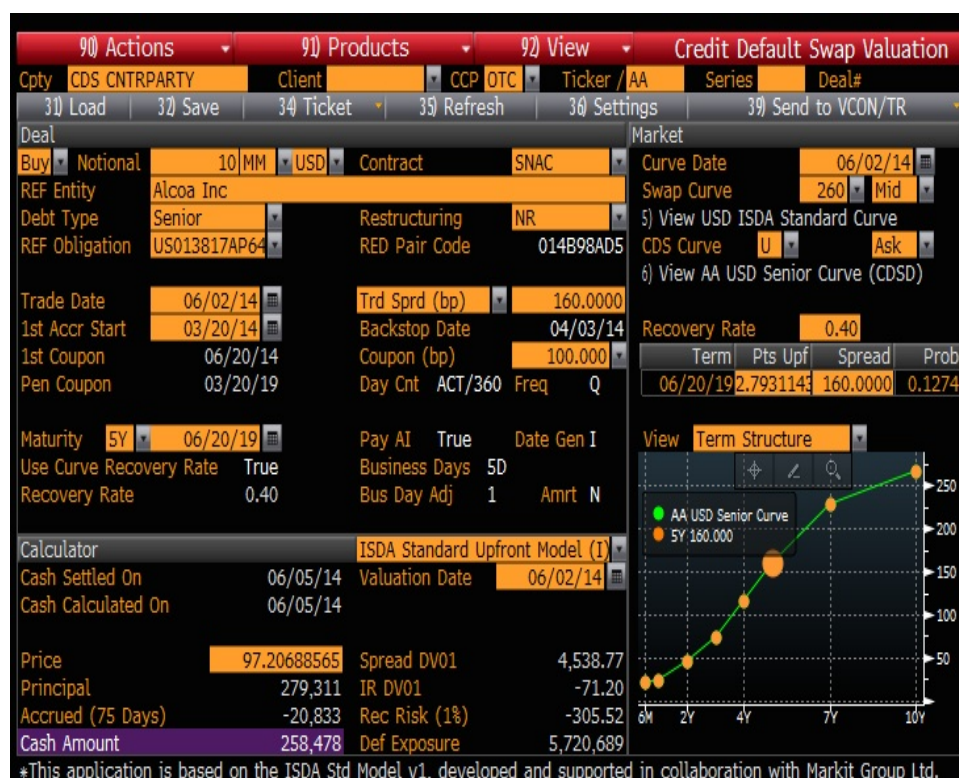 90) Actions 91) Products 92) View Credit Default Swap Valuation
Cpty CDS CNTRPARTY Client CCP OTC Ticker / AA Series Deal#
31) Load 32) Save 34) Ticket 35) Refresh 36) Settings 39) Send to VCON/TR
Deal Market
Buy Notional 10 MM USD Contract SNAC Curve Date 06/02/14
REF Entity Alcoa Inc Swap Curve 260 Mid
Debt Type Senior Restructuring NR 5) View USD ISDA Standard Curve
REF Obligation US013817AP64 RED Pair Code 014B98AD5 CDS Curve U Ask
6) View AA USD Senior Curve (CDSD)
Trade Date 06/02/14 Trd Sprd (bp) 160.0000
1st Accr Start 03/20/14 Backstop Date 04/03/14 Recovery Rate 0.40
1st Coupon 06/20/14 Coupon (bp) 100.000 Term Pts Upf Spread Prob
Pen Coupon 03/20/19 Day Cnt ACT/360 Freq Q 06/20/19 2.7931143 160.0000 0.1274
Maturity 5Y 06/20/19 Pay AI True Date Gen I View Term Structure
Use Curve Recovery Rate True Business Days 5D
Recovery Rate 0.40 Bus Day Adj 1 Amrt N
250
AA USD Senior Curve
5Y 160.000
200
Calculator ISDA Standard Upfront Model (I)
Cash Settled On 06/05/14 Valuation Date 06/02/14 150
Cash Calculated On 06/05/14 100
Price 97.20688565 Spread DV01 4,538.77 50
Principal 279,311 IR DV01 -71.20
Accrued (75 Days) -20,833 Rec Risk (1%) -305.52 6M 2Y 4Y 7Y 10Y
Cash Amount 258,478 Def Exposure 5,720,689
*This application is based on the ISDA Std Model v1, developed and supported in collaboration with Markit Group Ltd.